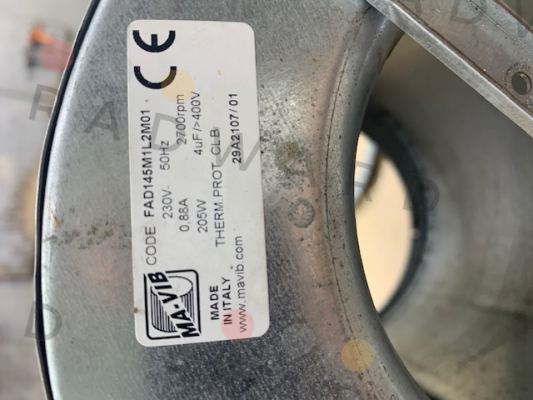 CE
CODE FAD145M1L2M01
230V~ 50Hz
0,88A 2700rpm
205W 4uF/>400V
THERM.PROT. CLB
29A2107/01
MA-VIB
MADE
IN ITALY
www.mavib.com